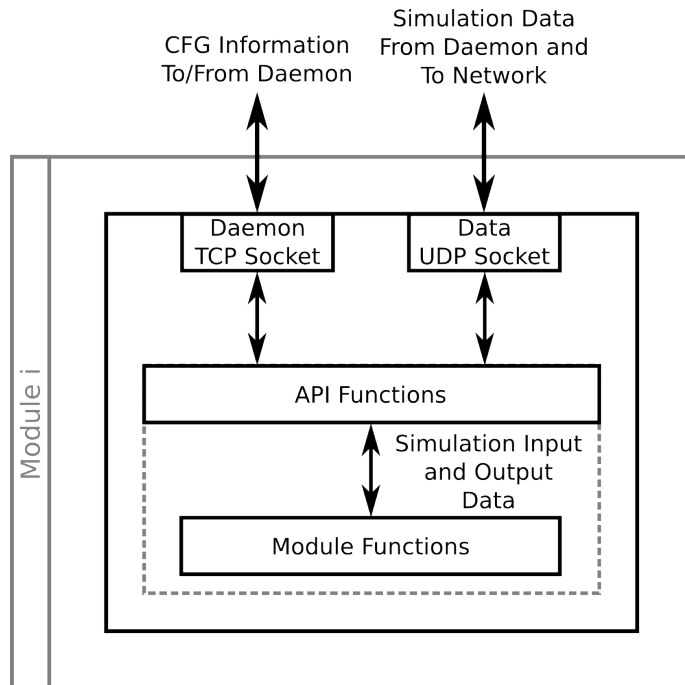 CFG Information
To/From Daemon
Simulation Data
From Daemon and
To Network
Daemon
TCP Socket
Data
UDP Socket
API Functions
Simulation Input
and Output
Data
Module Functions
Module i